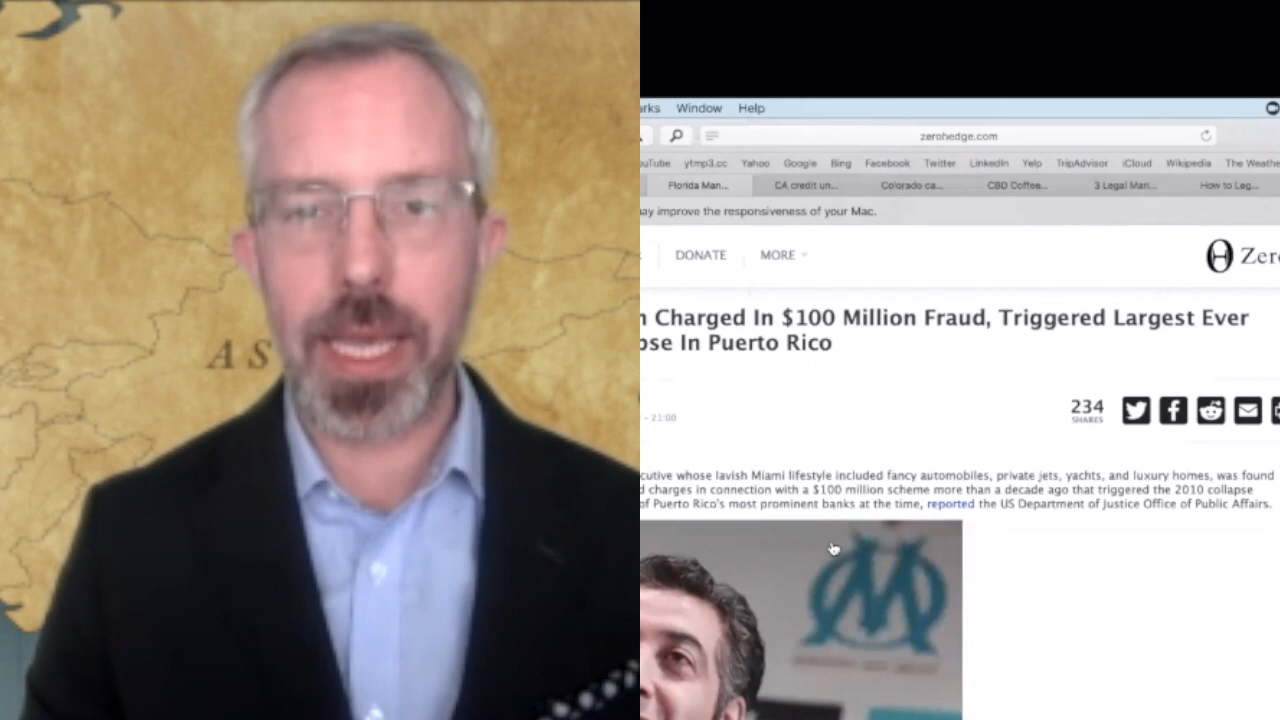 A S
rks Window Help
zerohedge.com
uTube ytmp3.cc Yahoo Google Bing Facebook Twitter LinkedIn Yelp TripAdvisor iCloud Wikipedia The Weathe
Florida Man... CA credit un... Colorado ca... CBD Coffee... 3 Legal Mari... How to Leg...
ay improve the responsiveness of your Mac.
DONATE MORE
Zer
Charged In $100 Million Fraud, Triggered Largest Ever
pse In Puerto Rico
- 21:00
234
SHARES
cutive whose lavish Miami lifestyle included fancy automobiles, private jets, yachts, and luxury homes, was found
d charges in connection with a $100 million scheme more than a decade ago that triggered the 2010 collapse
of Puerto Rico's most prominent banks at the time, reported the US Department of Justice Office of Public Affairs.